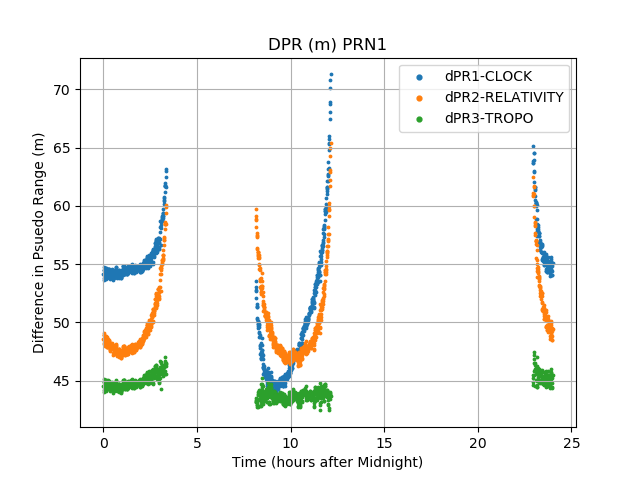 DPR (m) PRN1
dPR1-CLOCK
dPR2-RELATIVITY
dPR3-TROPO
Difference in Psuedo Range (m)
70
65
60
55
50
45
0 5 10 15 20 25
Time (hours after Midnight)